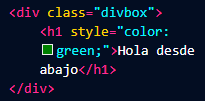 <div class="divbox">
<h1 style="color:
green;">Hola desde
abajo</h1>
</div>